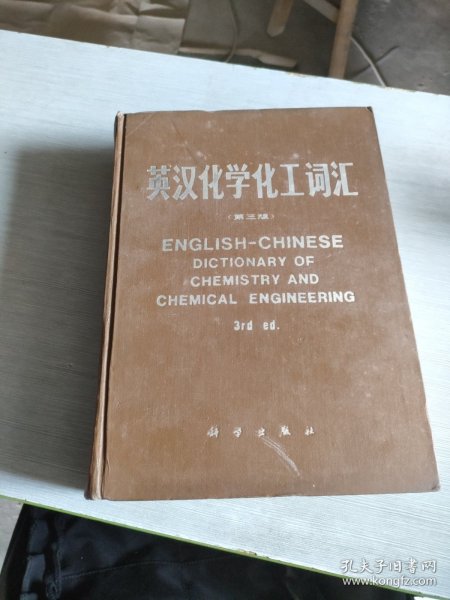 英汉化学化工词汇
(第三版)
ENGLISH-CHINESE
DICTIONARY OF
CHEMISTRY AND
CHEMICAL ENGINEERING
3rd ed.
科学出版社
孔夫子旧书网
www.kongfz.com